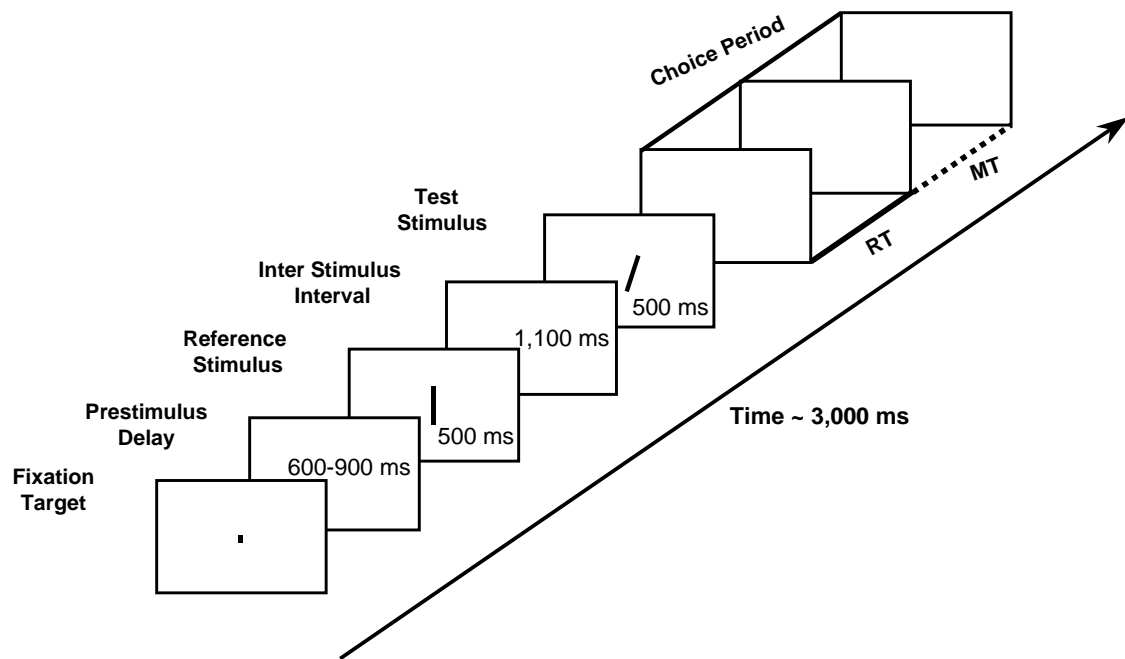 Choice Period
MT
RT
Test
Stimulus
500 ms
Inter Stimulus
Interval
1,100 ms
Reference
Stimulus
500 ms
Prestimulus
Delay
600-900 ms
Fixation
Target
Time ~ 3,000 ms